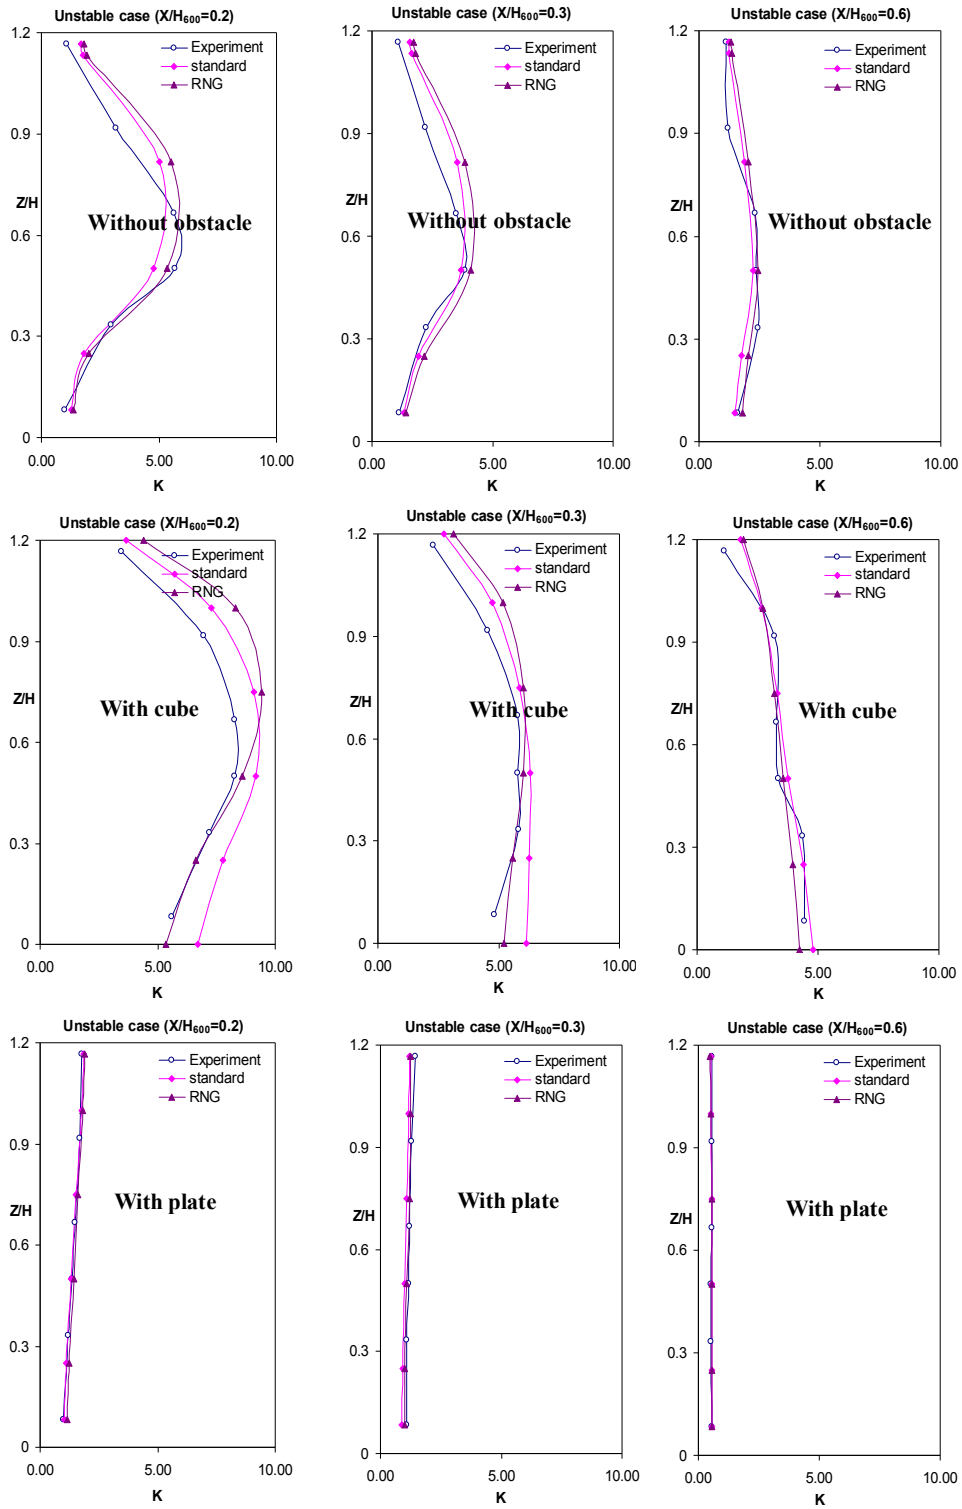 Unstable case (X/H600=0.2)
1.2
0.9
Z/H
0.6
0.3
0
Experiment
standard
RNG
Without obstacle
0.00 5.00 10.00
K
Unstable case (X/H600=0.3)
1.2
0.9
Z/H
0.6
0.3
0
Experiment
standard
RNG
Without obstacle
0.00 5.00 10.00
K
Unstable case (X/H600=0.6)
1.2
0.9
Z/H
0.6
0.3
0
Experiment
standard
RNG
Without obstacle
0.00 5.00 10.00
K
Unstable case (X/H600=0.2)
1.2
0.9
Z/H
0.6
0.3
0
Experiment
standard
RNG
With cube
0.00 5.00 10.00
K
Unstable case (X/H600=0.3)
1.2
0.9
Z/H
0.6
0.3
0
Experiment
standard
RNG
With cube
0.00 5.00 10.00
K
Unstable case (X/H600=0.6)
1.2
0.9
Z/H
0.6
0.3
0
Experiment
standard
RNG
With cube
0.00 5.00 10.00
K
Unstable case (X/H600=0.2)
1.2
0.9
Z/H
0.6
0.3
0
Experiment
standard
RNG
With plate
0.00 5.00 10.00
K
Unstable case (X/H600=0.3)
1.2
0.9
Z/H
0.6
0.3
0
Experiment
standard
RNG
With plate
0.00 5.00 10.00
K
Unstable case (X/H600=0.6)
1.2
0.9
Z/H
0.6
0.3
0
Experiment
standard
RNG
With plate
0.00 5.00 10.00
K